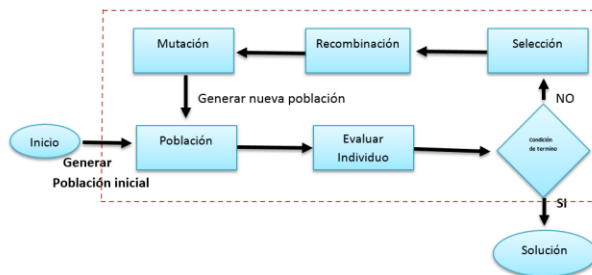 Mutación
Recombinación
Selección
Generar nueva población
NO
Inicio
Generar
Población inicial
Población
Evaluar
Individuo
Condición
de termino
SI
Solución